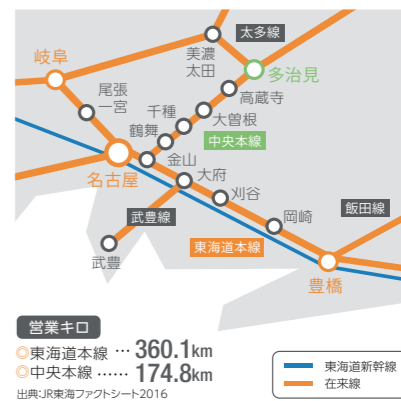 太多線
岐阜
美濃
太田
多治見
尾張
一宮
高蔵寺
千種
大曽根
鶴舞
中央本線
金山
名古屋
大府
刈谷
武豊線
岡崎
飯田線
武豊
東海道本線
豊橋
営業キロ
◎東海道本線 … 360.1km
◎中央本線 …… 174.8km
出典:JR東海ファクトシート2016
東海道新幹線
在来線